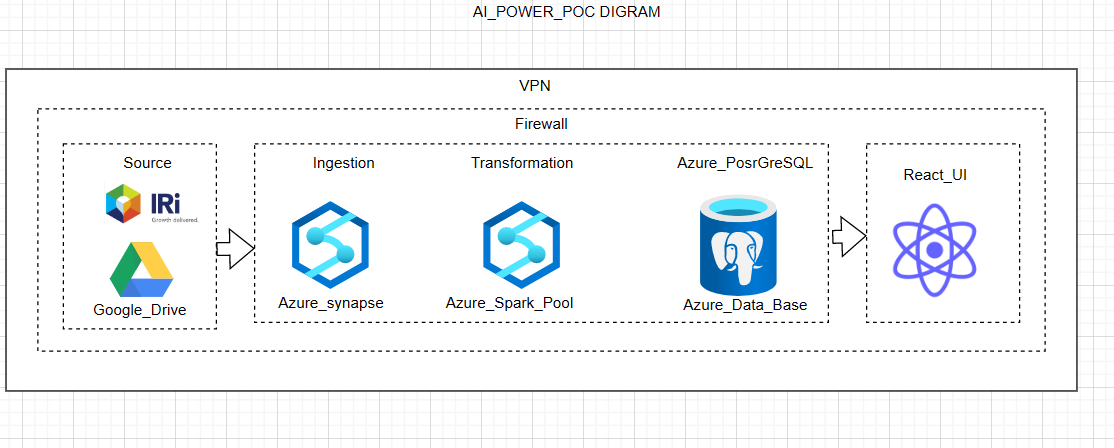 AI_POWER_POC DIGRAM
VPN
Firewall
Source
IRi
Growth delivered.
Google_Drive
Ingestion
Azure_synapse
Transformation
Azure_Spark_Pool
Azure_PosrGreSQL
Azure_Data_Base
React_UI